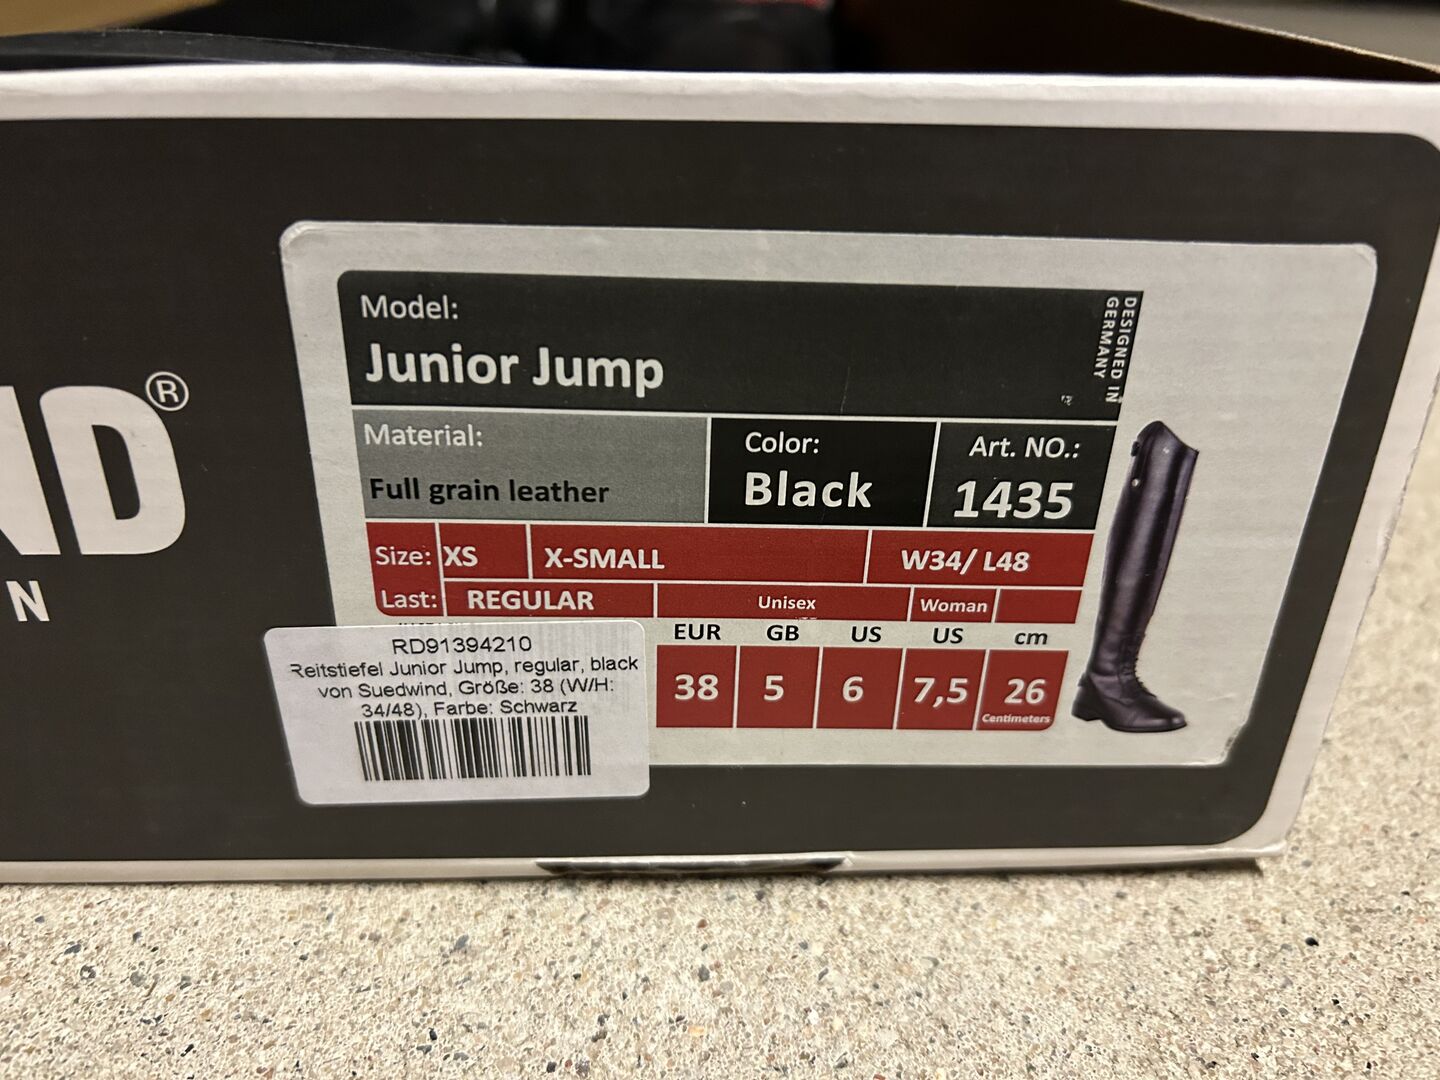 ND®
N
Model:
Junior Jump
DESIGNED IN
GERMANY
Material:
Full grain leather
Color:
Black
Art. NO.:
1435
Size: XS X-SMALL W34/ L48
Last: REGULAR Unisex Woman
EUR GB US US cm
38 5 6 7,5 26
Centimeters
RD91394210
Reitstiefel Junior Jump, regular, black
von Suedwind, Größe: 38 (W/H:
34/48), Farbe: Schwarz